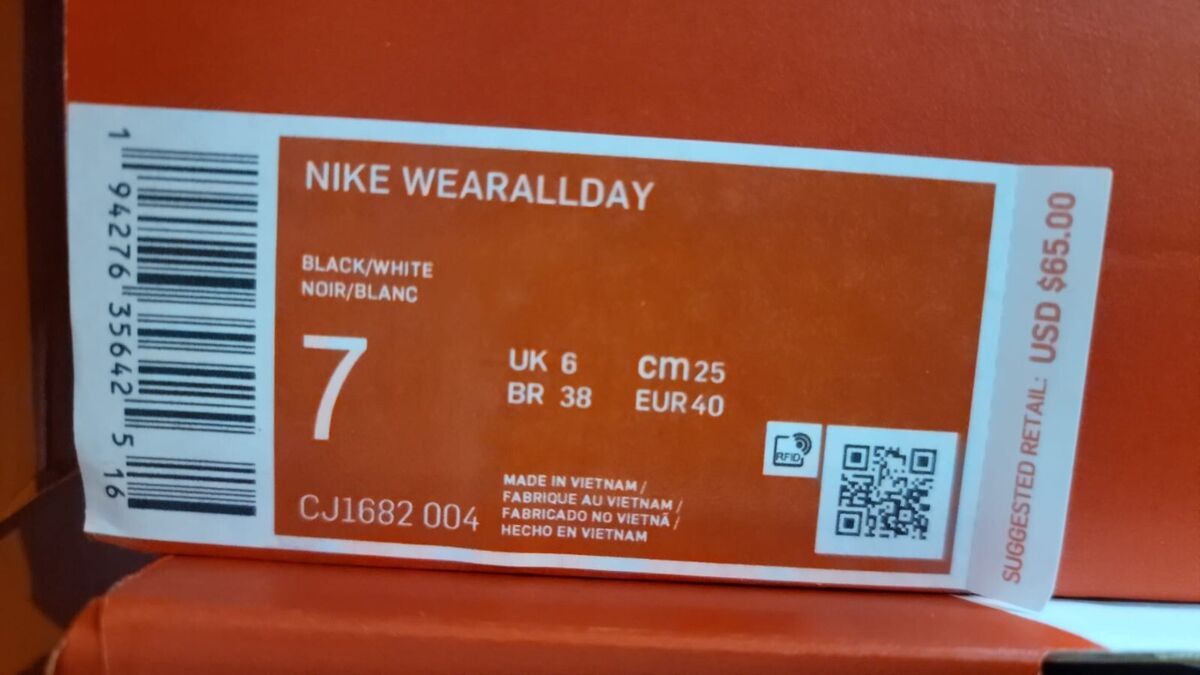 1 94276 35642 5 16
NIKE WEARALLDAY
BLACK/WHITE
NOIR/BLANC
7
UK 6 cm 25
BR 38 EUR 40
RFID
CJ1682 004
MADE IN VIETNAM /
FABRIQUE AU VIETNAM /
FABRICADO NO VIETNÃ /
HECHO EN VIETNAM
SUGGESTED RETAIL: USD $65.00